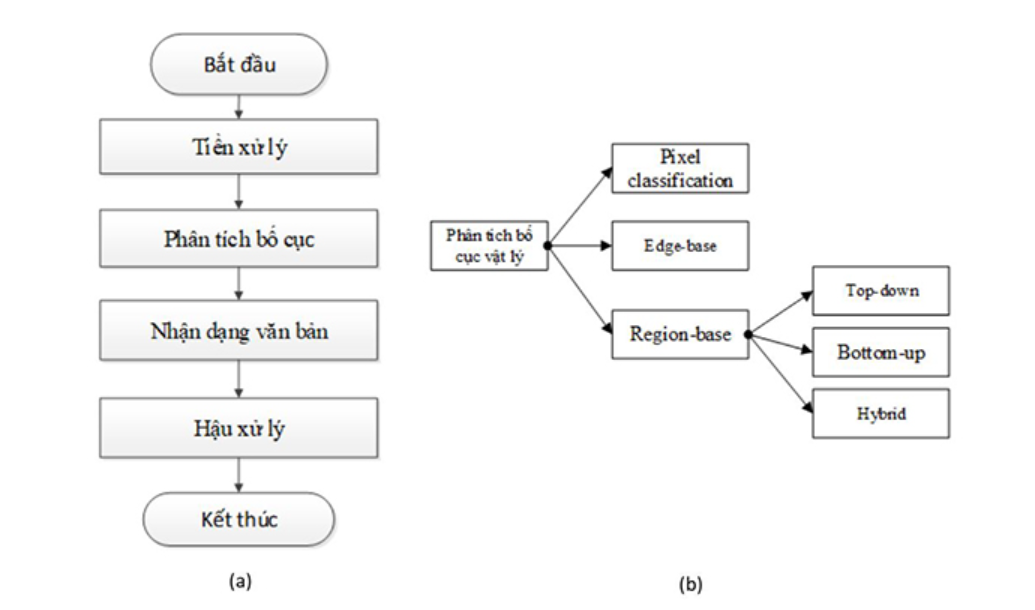 Bắt đầu
Tiền xử lý
Phân tích bố cục
Nhận dạng văn bản
Hậu xử lý
Kết thúc
(a)
Phân tích bố
cục vật lý
Pixel
classification
Edge-base
Region-base
Top-down
Bottom-up
Hybrid
(b)